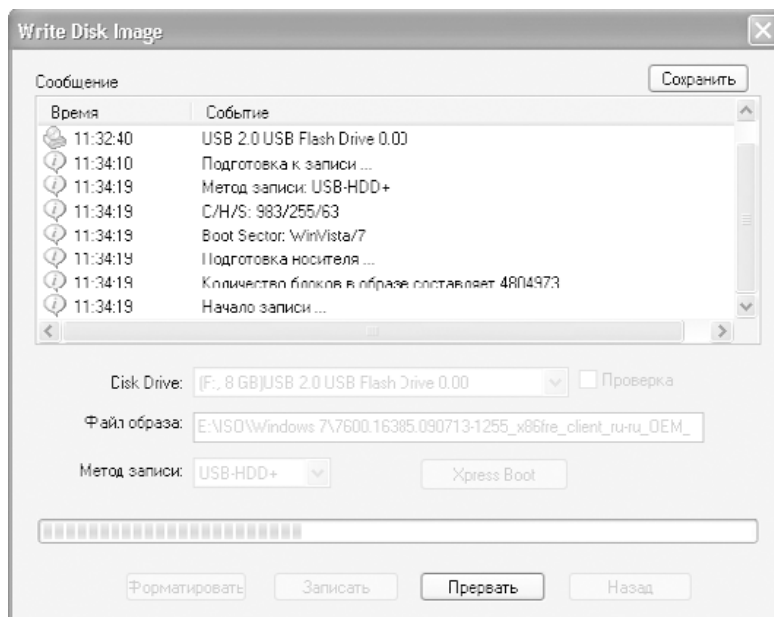 Write Disk Image
Сообщение
Сохранить
Время Событие
11:32:40 USB 2.0 USB Flash Drive 0.00
11:34:10 Подготовка к записи ...
11:34:19 Метод записи: USB-HDD+
11:34:19 C/H/S: 983/255/63
11:34:19 Boot Sector: WinVista/7
11:34:19 Подготовка носителя ...
11:34:19 Количество блоков в образе составляет 4804973
11:34:19 Начало записи ...
Disk Drive: (F:, 8 GB)USB 2.0 USB Flash Drive 0.00 Проверка
Файл образа: E:\ISO\Windows 7\7600.16385.090713-1255_x86fre_client_ru-ru_OEM_
Метод записи: USB-HDD+ Xpress Boot
Форматировать Записать Прервать Назад